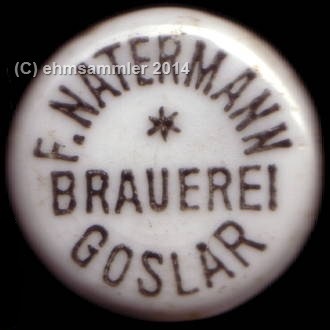 (C) ehmsammler 2014
F. NATERMANN
*
BRAUEREI
GOSLAR